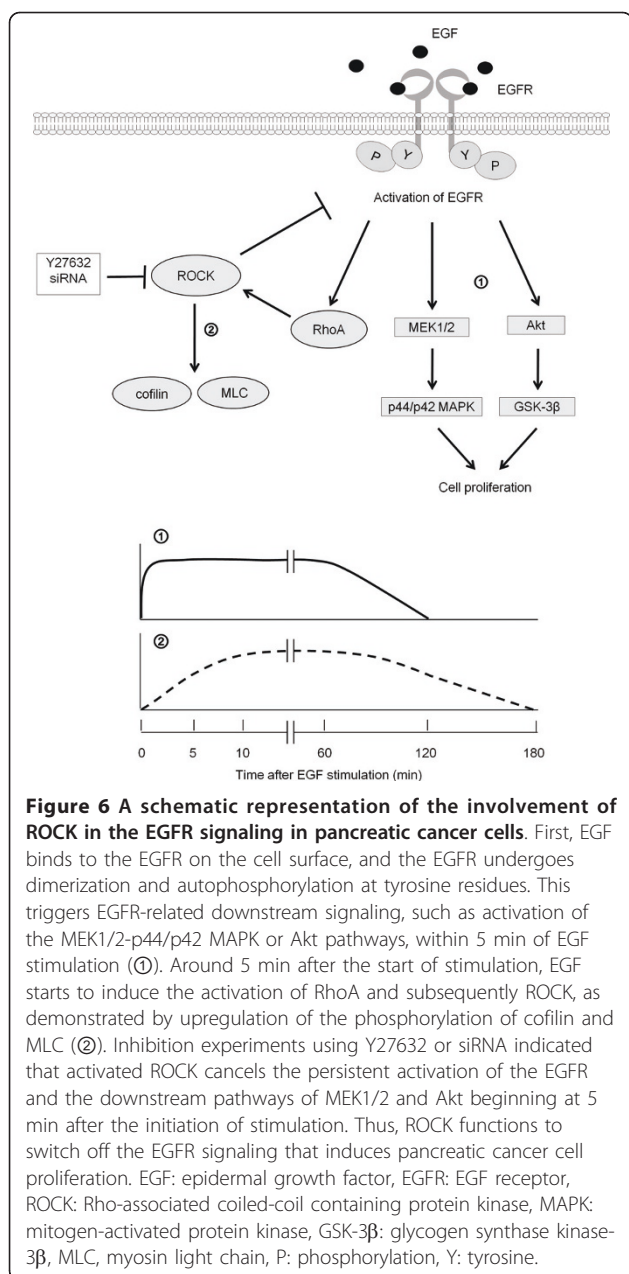 EGF
EGFR
P Y Y P
Activation of EGFR
①
Y27632
siRNA
ROCK
②
RhoA
MEK1/2
Akt
cofilin
MLC
p44/p42 MAPK
GSK-3β
Cell proliferation
①
②
0 5 10 60 120 180
Time after EGF stimulation (min)
Figure 6 A schematic representation of the involvement of
ROCK in the EGFR signaling in pancreatic cancer cells. First, EGF
binds to the EGFR on the cell surface, and the EGFR undergoes
dimerization and autophosphorylation at tyrosine residues. This
triggers EGFR-related downstream signaling, such as activation of
the MEK1/2-p44/p42 MAPK or Akt pathways, within 5 min of EGF
stimulation (①). Around 5 min after the start of stimulation, EGF
starts to induce the activation of RhoA and subsequently ROCK, as
demonstrated by upregulation of the phosphorylation of cofilin and
MLC (②). Inhibition experiments using Y27632 or siRNA indicated
that activated ROCK cancels the persistent activation of the EGFR
and the downstream pathways of MEK1/2 and Akt beginning at 5
min after the initiation of stimulation. Thus, ROCK functions to
switch off the EGFR signaling that induces pancreatic cancer cell
proliferation. EGF: epidermal growth factor, EGFR: EGF receptor,
ROCK: Rho-associated coiled-coil containing protein kinase, MAPK:
mitogen-activated protein kinase, GSK-3β: glycogen synthase kinase-
3β, MLC, myosin light chain, P: phosphorylation, Y: tyrosine.